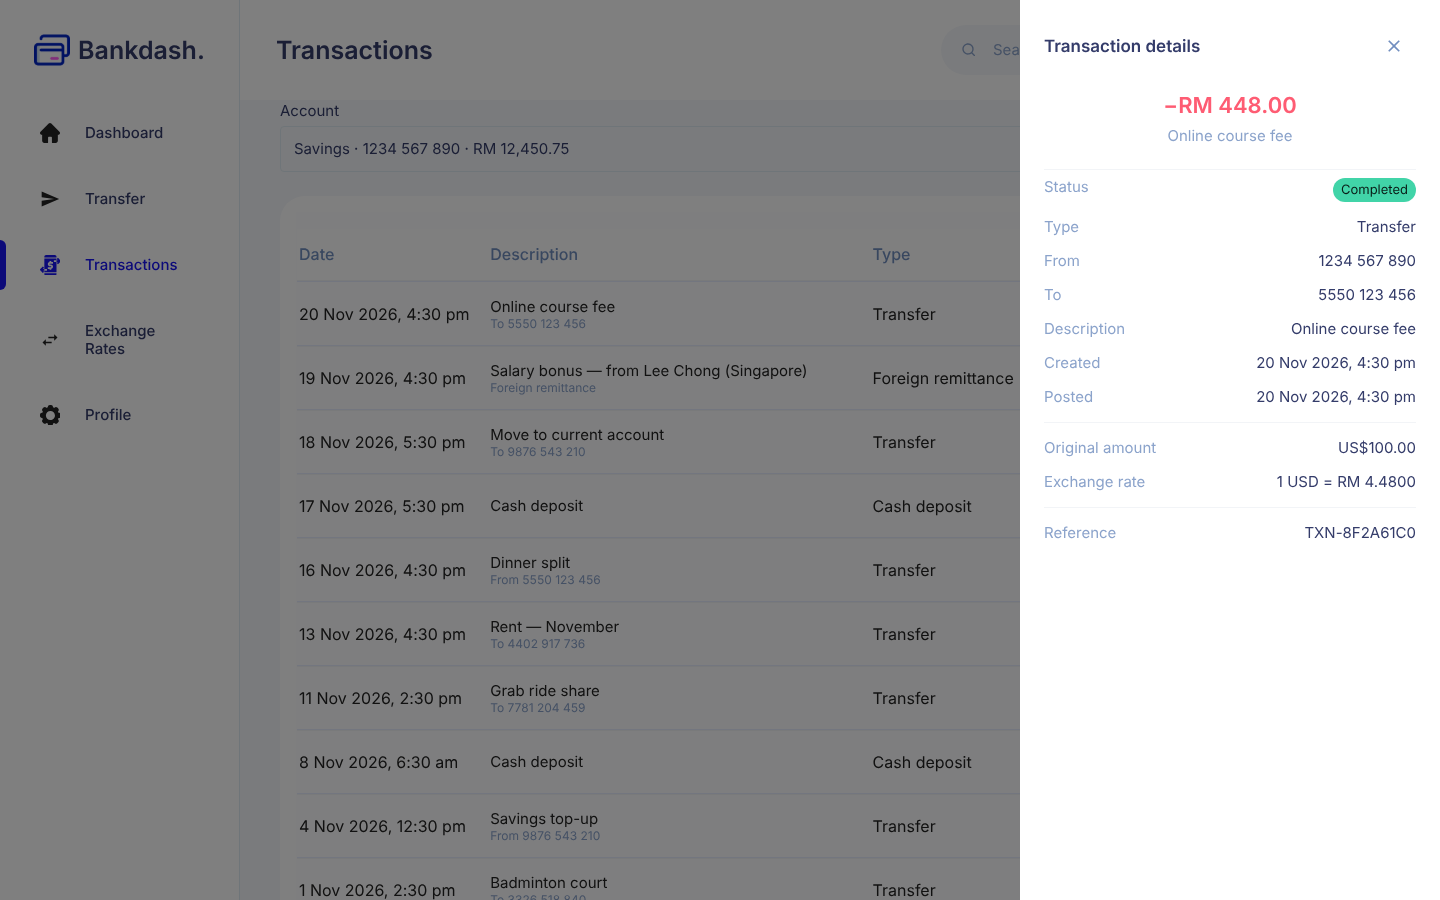 Bankdash.
Dashboard
Transfer
Transactions
Exchange
Rates
Profile
Transactions
Sea
Account
Savings · 1234 567 890 · RM 12,450.75
Date Description Type
20 Nov 2026, 4:30 pm Online course fee Transfer
To 5550 123 456
19 Nov 2026, 4:30 pm Salary bonus — from Lee Chong (Singapore) Foreign remittance
Foreign remittance
18 Nov 2026, 5:30 pm Move to current account Transfer
To 9876 543 210
17 Nov 2026, 5:30 pm Cash deposit Cash deposit
16 Nov 2026, 4:30 pm Dinner split Transfer
From 5550 123 456
13 Nov 2026, 4:30 pm Rent — November Transfer
To 4402 917 736
11 Nov 2026, 2:30 pm Grab ride share Transfer
To 7781 204 459
8 Nov 2026, 6:30 am Cash deposit Cash deposit
4 Nov 2026, 12:30 pm Savings top-up Transfer
From 9876 543 210
1 Nov 2026, 2:30 pm Badminton court Transfer
Transaction details
−RM 448.00
Online course fee
Status Completed
Type Transfer
From 1234 567 890
To 5550 123 456
Description Online course fee
Created 20 Nov 2026, 4:30 pm
Posted 20 Nov 2026, 4:30 pm
Original amount US$100.00
Exchange rate 1 USD = RM 4.4800
Reference TXN-8F2A61C0